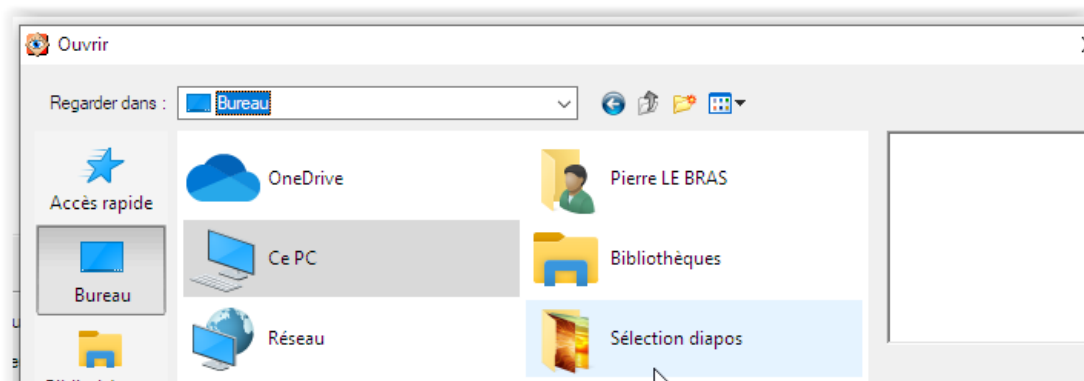 Ouvrir
Regarder dans :
Bureau
Accès rapide
Bureau
OneDrive
Pierre LE BRAS
Ce PC
Bibliothèques
Réseau
Sélection diapos